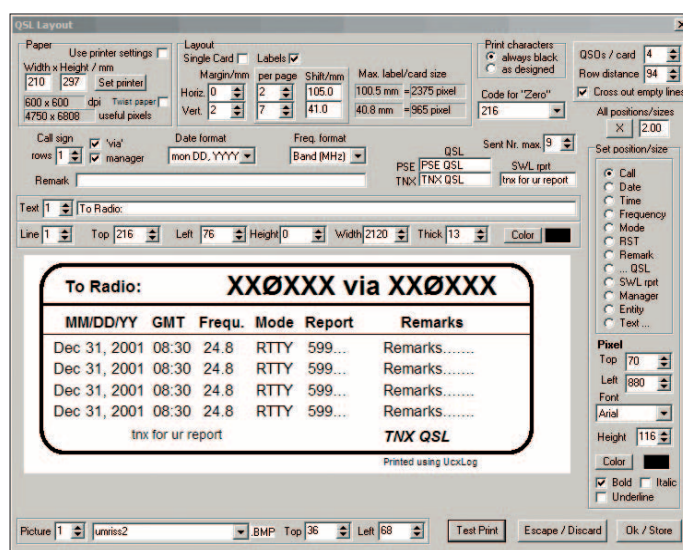 QSL Layout
Paper
Use printer settings
Width x Height / mm
210 297 Set printer
600 x 600 dpi Twist paper
4750 x 6808 useful pixels
Layout
Single Card Labels
Margin/mm per page Shift/mm Max. label/card size
Horiz. 0 2 105.0 100.5 mm =2375 pixel
Vert. 2 7 41.0 40.8 mm =965 pixel
Print characters
always black
as designed
Code for "Zero"
216
QSOs / card 4
Row distance 94
Cross out empty lines
All positions/sizes
X 2.00
Call sign
rows 1 'via'
manager
Date format
mon DD, YYYY
Freq. format
Band (MHz)
Sent Nr. max. 9
QSL
PSE PSE QSL
TNX TNX QSL
SWL rprt
tnx for ur report
Remark
Text 1 To Radio:
Line 1 Top 216 Left 76 Height 0 Width 2120 Thick 13 Color
Set position/size
Call
Date
Time
Frequency
Mode
RST
Remark
... QSL
SWL rprt
Manager
Entity
Text ...
Pixel
Top 70
Left 880
Font
Arial
Height 116
Color
Bold Italic
Underline
To Radio: XXØXXX via XXØXXX
MM/DD/YY GMT Frequ. Mode Report Remarks
Dec 31, 2001 08:30 24.8 RTTY 599... Remarks.......
Dec 31, 2001 08:30 24.8 RTTY 599... Remarks.......
Dec 31, 2001 08:30 24.8 RTTY 599... Remarks.......
Dec 31, 2001 08:30 24.8 RTTY 599... Remarks.......
tnx for ur report TNX QSL
Printed using UcxLog
Picture 1 umriss2 .BMP Top 36 Left 68 Test Print Escape / Discard Ok / Store